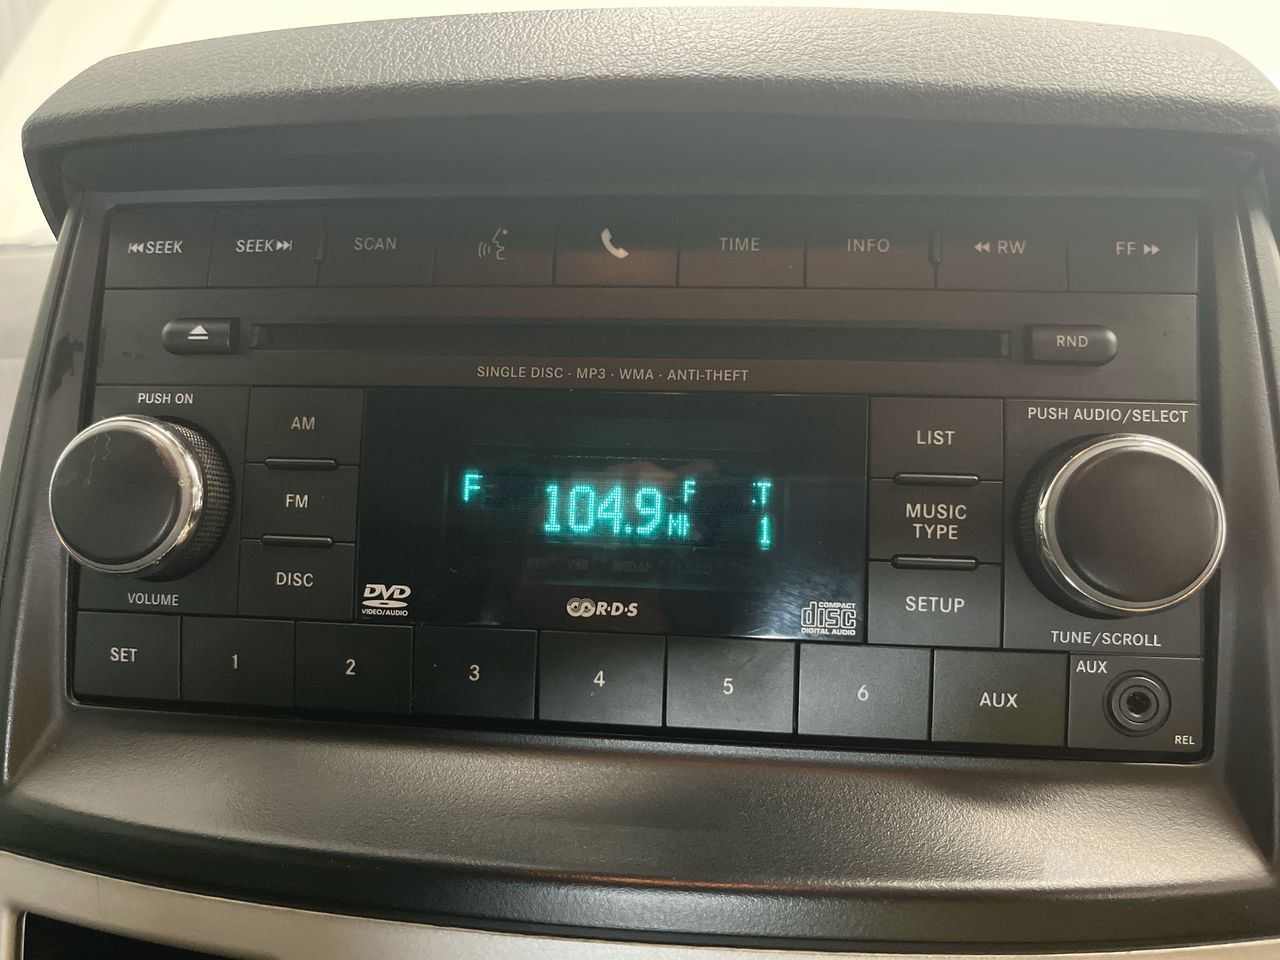 SEEK SEEK SCAN TIME INFO RW FF
RND
SINGLE DISC · MP3 · WMA · ANTI-THEFT
PUSH ON
AM
FM
DISC
VOLUME
F 104.9 F .T
1
DVD
VIDEO/AUDIO
R·D·S
COMPACT
disc
DIGITAL AUDIO
LIST
MUSIC
TYPE
SETUP
PUSH AUDIO/SELECT
TUNE/SCROLL
SET 1 2 3 4 5 6 AUX
AUX
REL